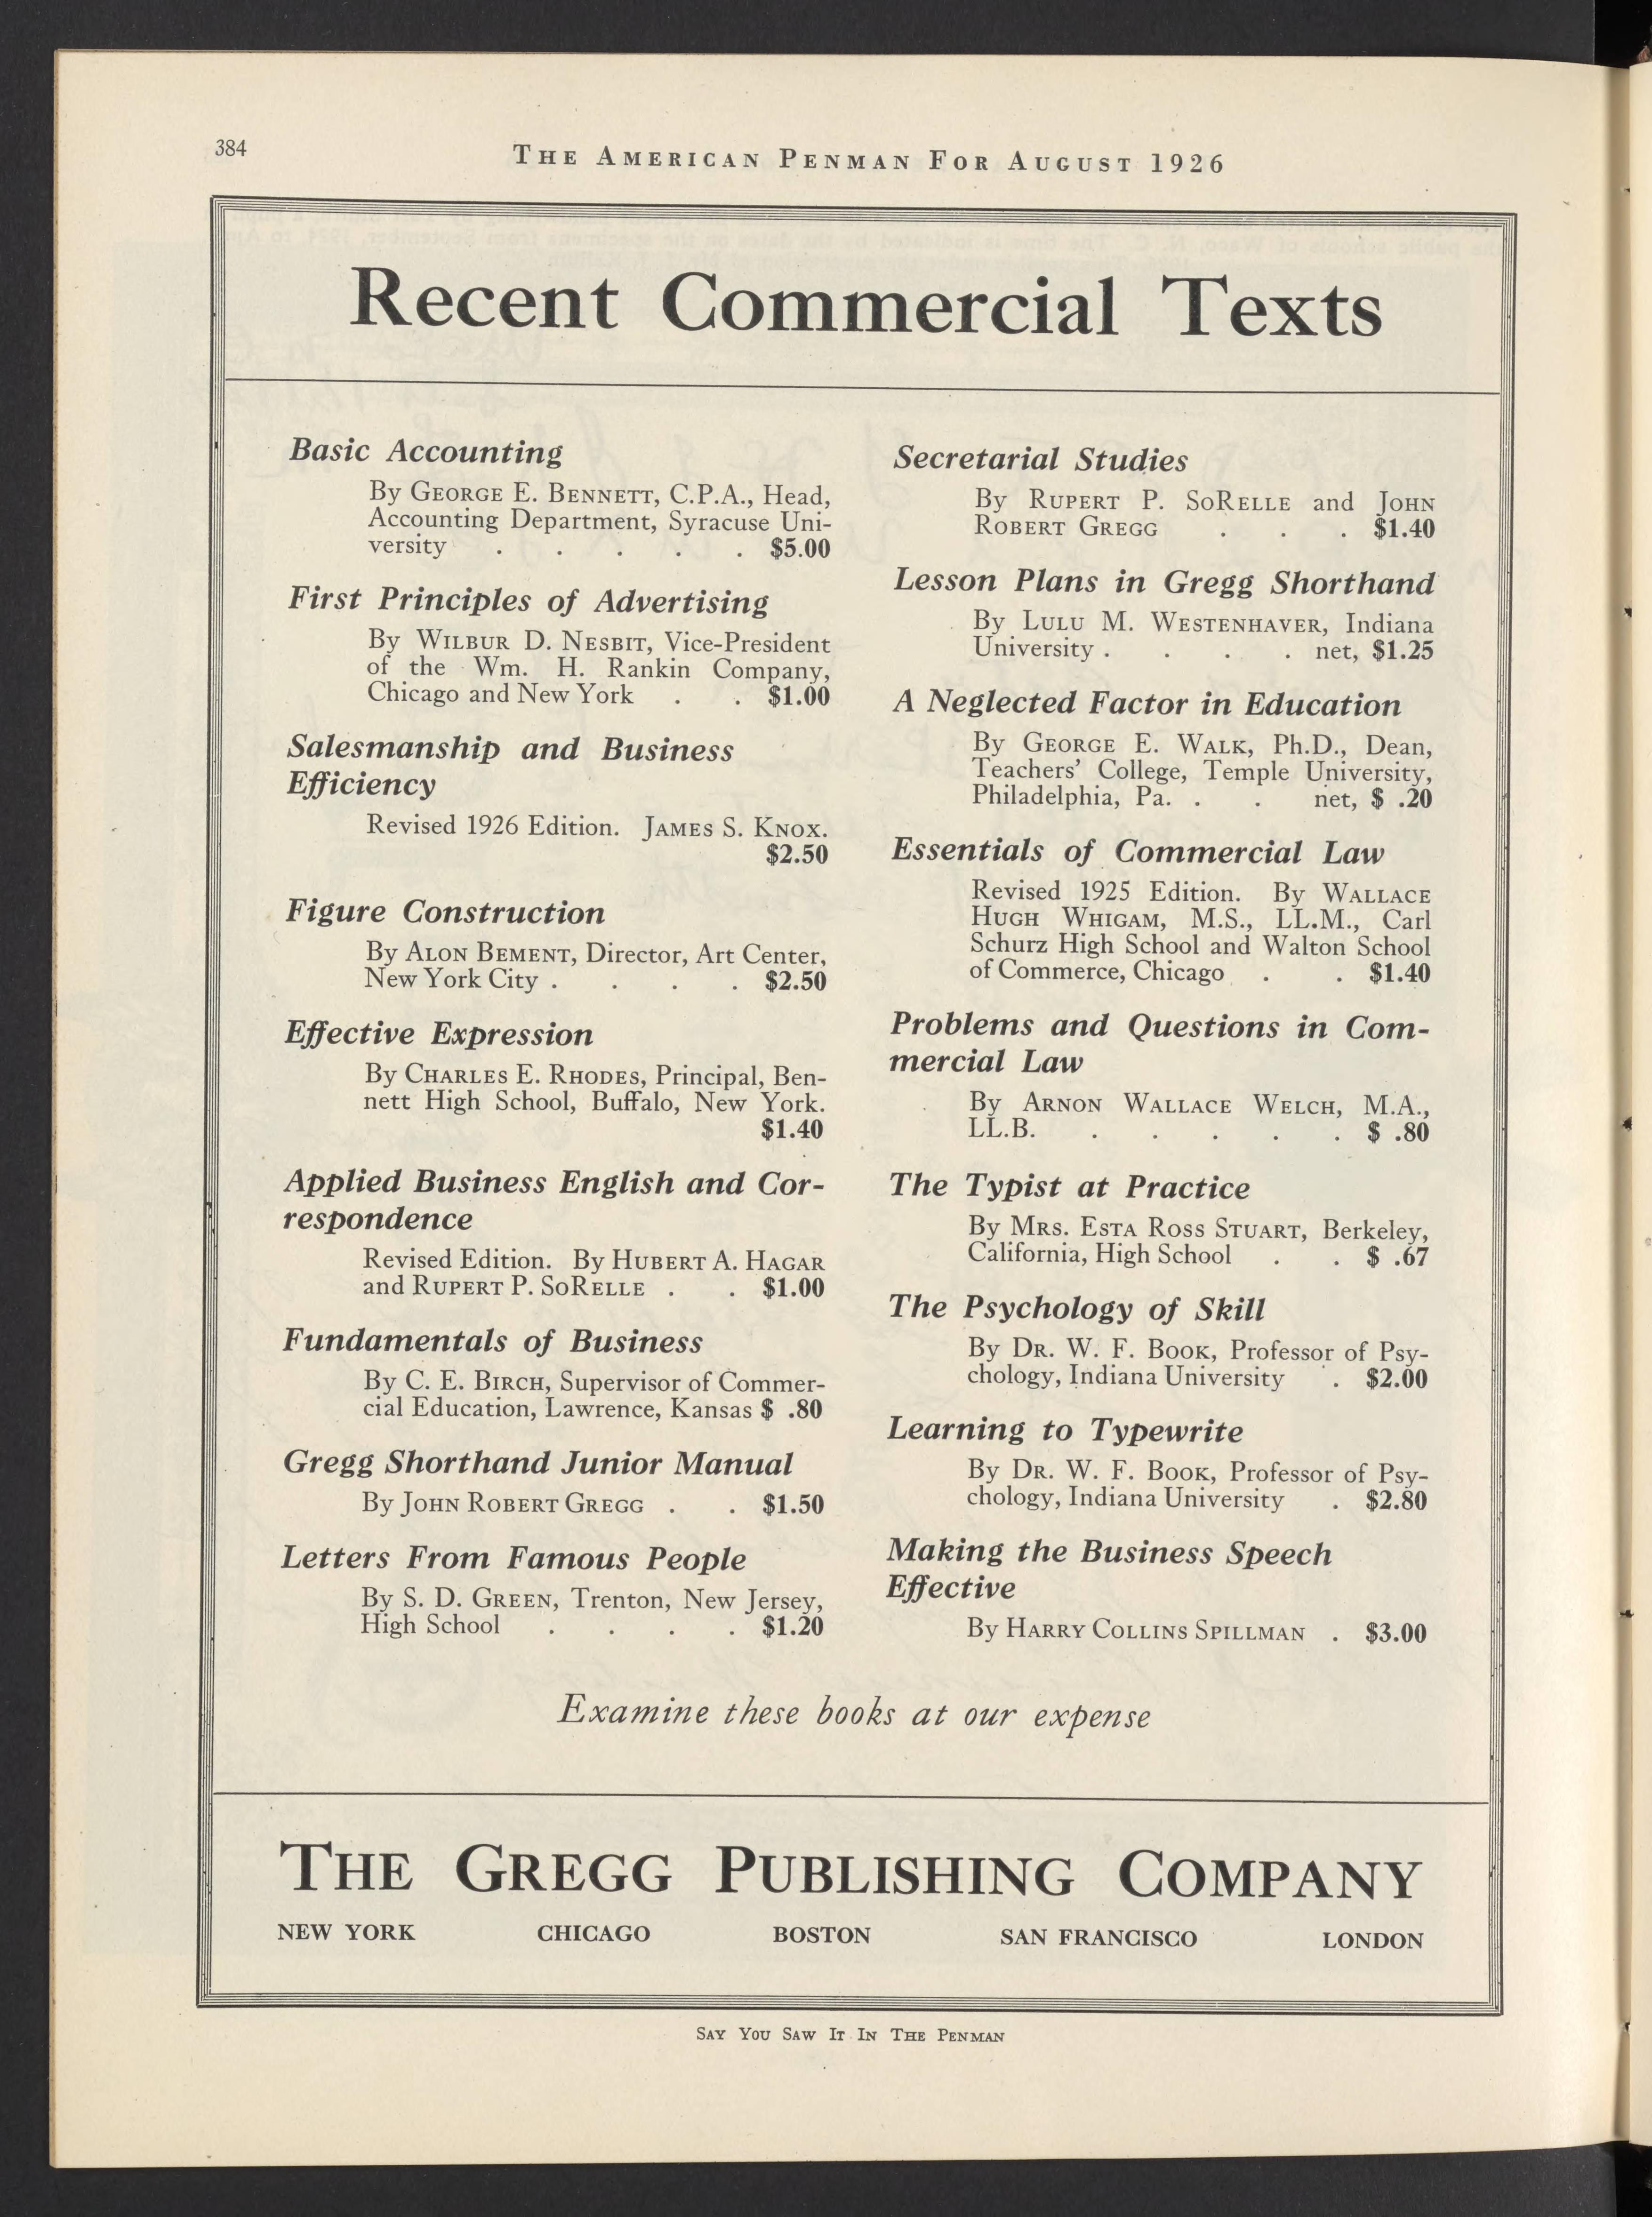 384
THE AMERICAN PENMAN FOR AUGUST 1926
Recent Commercial Texts
Basic Accounting
By GEORGE E. BENNETT, C.P.A., Head,
Accounting Department, Syracuse Uni-
versity . . . . . $5.00
First Principles of Advertising
By WILBUR D. NESBIT, Vice-President
of the Wm. H. Rankin Company,
Chicago and New York . . $1.00
Salesmanship and Business
Efficiency
Revised 1926 Edition. JAMES S. KNOX.
$2.50
Figure Construction
By ALON BEMENT, Director, Art Center,
New York City . . . . $2.50
Effective Expression
By CHARLES E. RHODES, Principal, Ben-
nett High School, Buffalo, New York.
$1.40
Applied Business English and Cor-
respondence
Revised Edition. By HUBERT A. HAGAR
and RUPERT P. SORELLE . . $1.00
Fundamentals of Business
By C. E. BIRCH, Supervisor of Commer-
cial Education, Lawrence, Kansas $ .80
Gregg Shorthand Junior Manual
By JOHN ROBERT GREGG . . $1.50
Letters From Famous People
By S. D. GREEN, Trenton, New Jersey,
High School . . . . $1.20
Secretarial Studies
By RUPERT P. SORELLE and JOHN
ROBERT GREGG . . . $1.40
Lesson Plans in Gregg Shorthand
By LULU M. WESTENHAVER, Indiana
University . . . . net, $1.25
A Neglected Factor in Education
By GEORGE E. WALK, Ph.D., Dean,
Teachers' College, Temple University,
Philadelphia, Pa. . . net, $ .20
Essentials of Commercial Law
Revised 1925 Edition. By WALLACE
HUGH WHIGAM, M.S., LL.M., Carl
Schurz High School and Walton School
of Commerce, Chicago . . $1.40
Problems and Questions in Com-
mercial Law
By ARNON WALLACE WELCH, M.A.,
LL.B. . . . . . $ .80
The Typist at Practice
By MRS. ESTA ROSS STUART, Berkeley,
California, High School . . $ .67
The Psychology of Skill
By DR. W. F. BOOK, Professor of Psy-
chology, Indiana University . $2.00
Learning to Typewrite
By DR. W. F. BOOK, Professor of Psy-
chology, Indiana University . $2.80
Making the Business Speech
Effective
By HARRY COLLINS SPILLMAN . $3.00
Examine these books at our expense
THE GREGG PUBLISHING COMPANY
NEW YORK CHICAGO BOSTON SAN FRANCISCO LONDON
SAY YOU SAW IT IN THE PENMAN